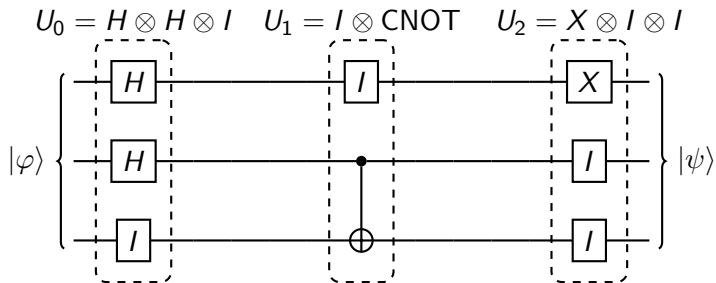 U₀ = H ⊗ H ⊗ I U₁ = I ⊗ CNOT U₂ = X ⊗ I ⊗ I
H I X
|φ⟩ H I |ψ⟩
I I